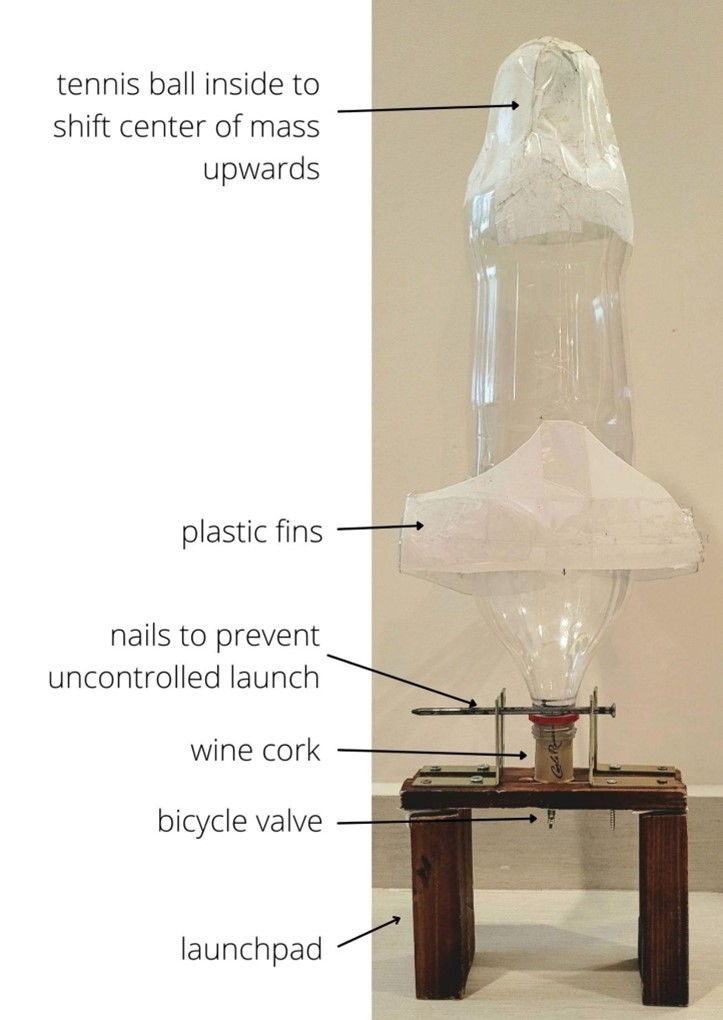 tennis ball inside to
shift center of mass
upwards
plastic fins
nails to prevent
uncontrolled launch
wine cork
bicycle valve
launchpad